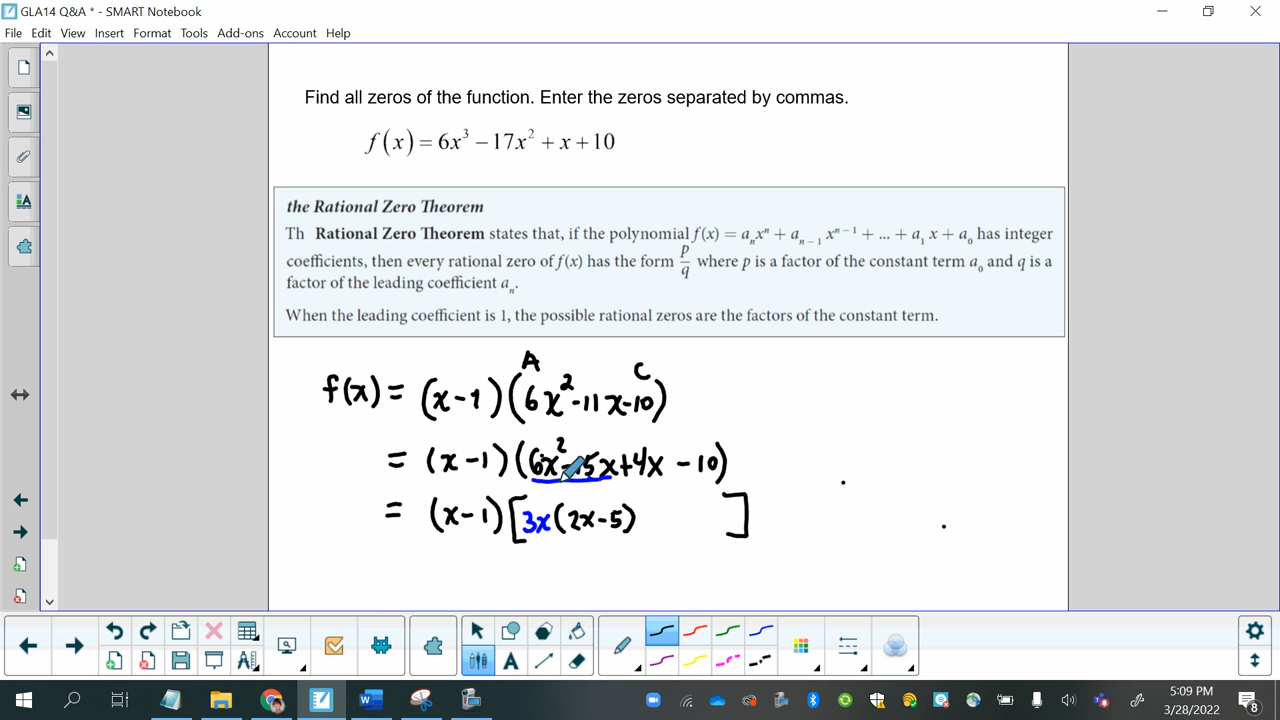 GLA14 Q&A * - SMART Notebook
File Edit View Insert Format Tools Add-ons Account Help
Find all zeros of the function. Enter the zeros separated by commas.
f(x) = 6x³ − 17x² + x + 10
the Rational Zero Theorem
Th Rational Zero Theorem states that, if the polynomial f(x) = aₙxⁿ + aₙ₋₁ xⁿ⁻¹ + ... + a₁ x + a₀ has integer
coefficients, then every rational zero of f(x) has the form p/q where p is a factor of the constant term a₀ and q is a
factor of the leading coefficient aₙ.
When the leading coefficient is 1, the possible rational zeros are the factors of the constant term.
A C
f(x) = (x-1)(6x²-11x-10)
= (x-1)(6x²-15x+4x-10)
= (x-1)[3x(2x-5) ]
5:09 PM
3/28/2022
8